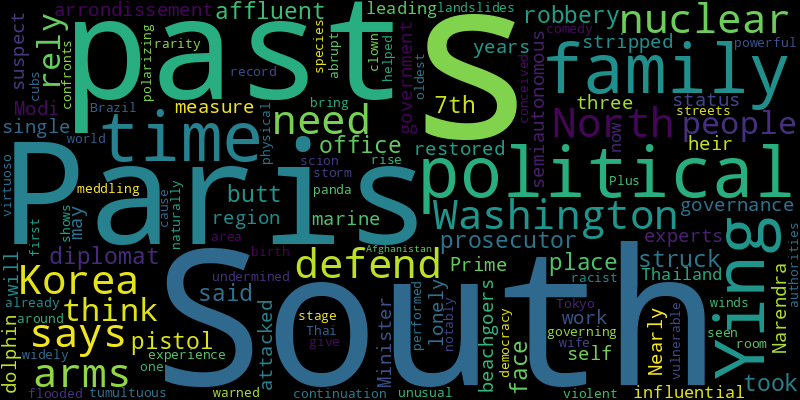 arrondissement
affluent
leading
landslides
robbery
nuclear
comedy
pasts
S
suspect
rely
cubs
confronts
polarizing
rarity
record
species
abrupt
clown
helped
oldest
government
years
semiautonomous
conceived
stripped
powerful
family
Modi
Brazil
measure
7th
three
status
streets
North
people
now
single
world
time
physical
need
bring
office
restored
heir
virtuoso
Paris
meddling
scion
rise
storm
panda
political
Plus
butt
region
marine
Washington
governance
first
shows
may
cause
naturally
area
birth
Afghanistan
prosecutor
experts
diplomat
defend
Prime
place
struck
Thailand
Ying
Narendra
authorities
will
Korea
undermined
said
South
lonely
performed
notably
beachgoers
Tokyo
racist
winds
already
think
around
says
pistol
attacked
stage
Thai
give
Minister
democracy
work
governing
wife
Nearly
vulnerable
seen
room
dolphin
widely
experience
one
arms
face
self
took
flooded
tumultuous
warned
continuation
unusual
violent
influential